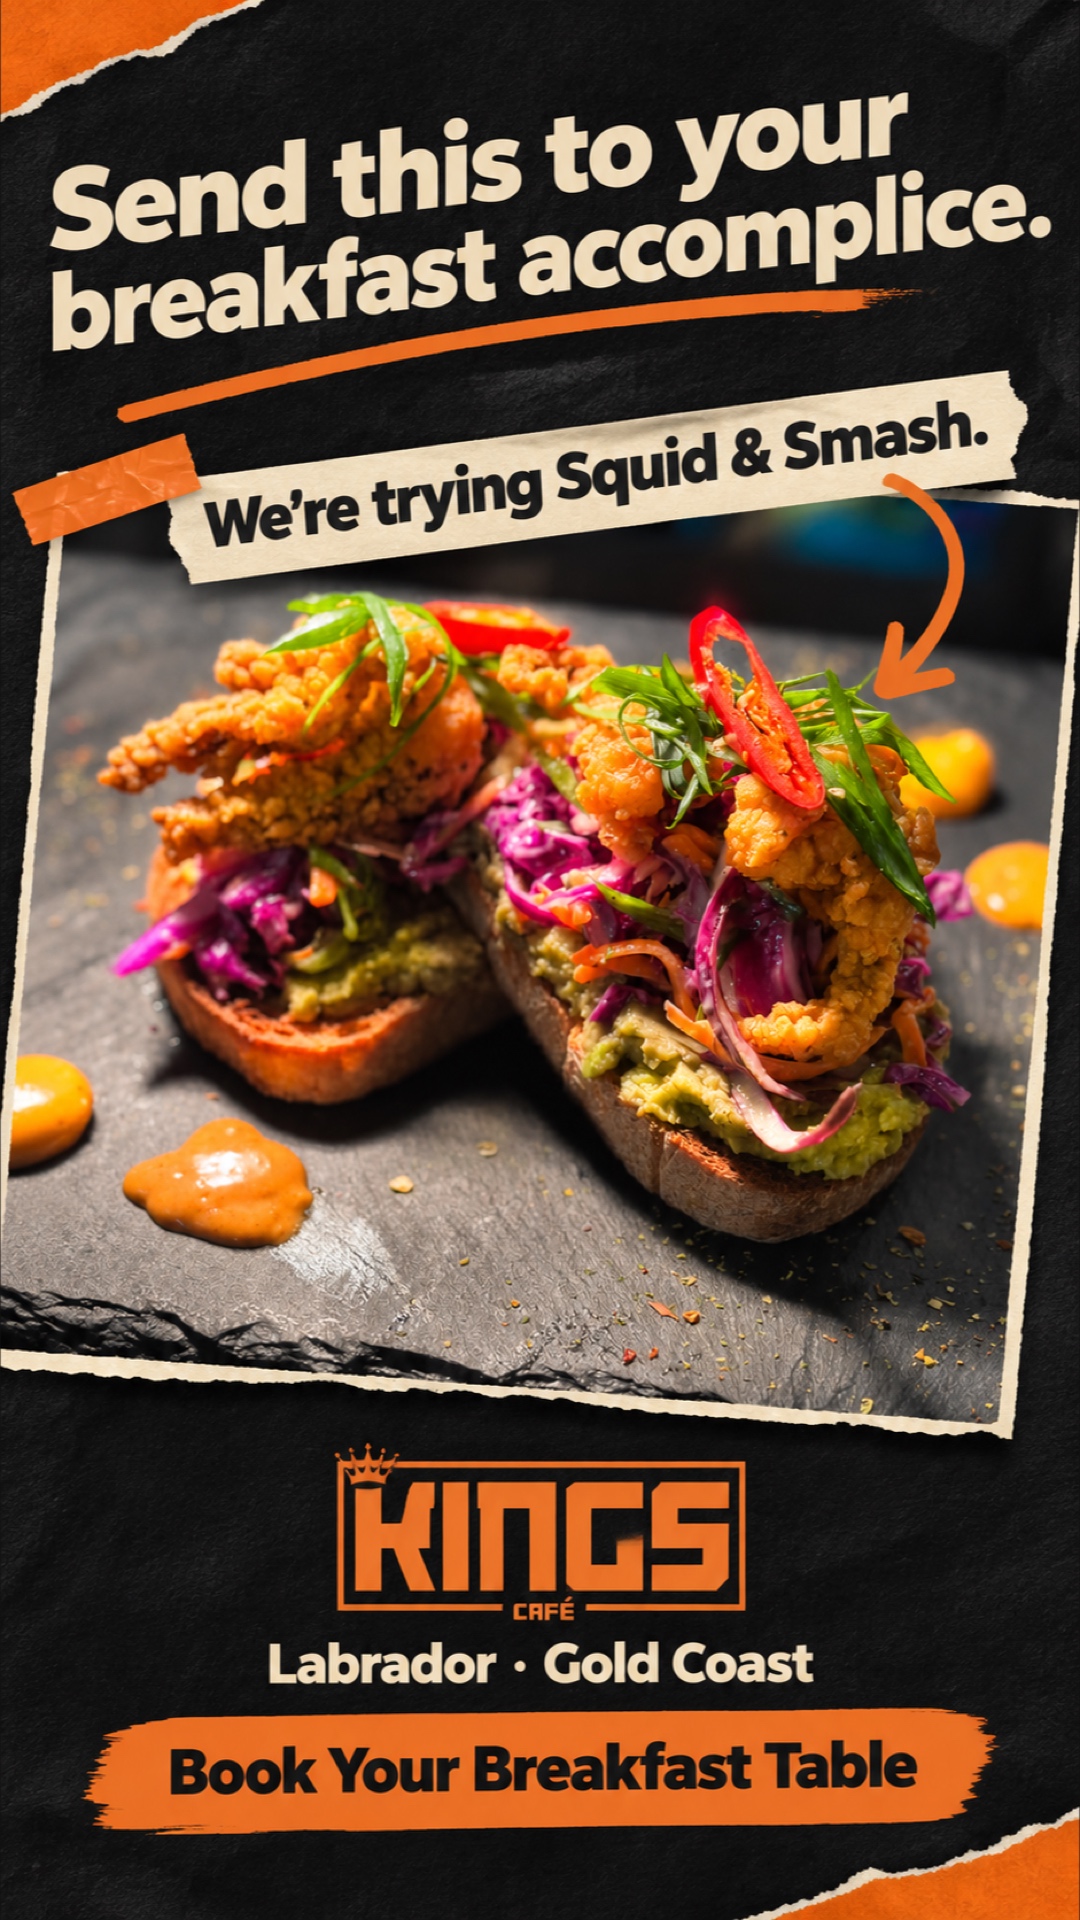 Send this to your
breakfast accomplice.
We're trying Squid & Smash.
KINGS
CAFÉ
Labrador · Gold Coast
Book Your Breakfast Table